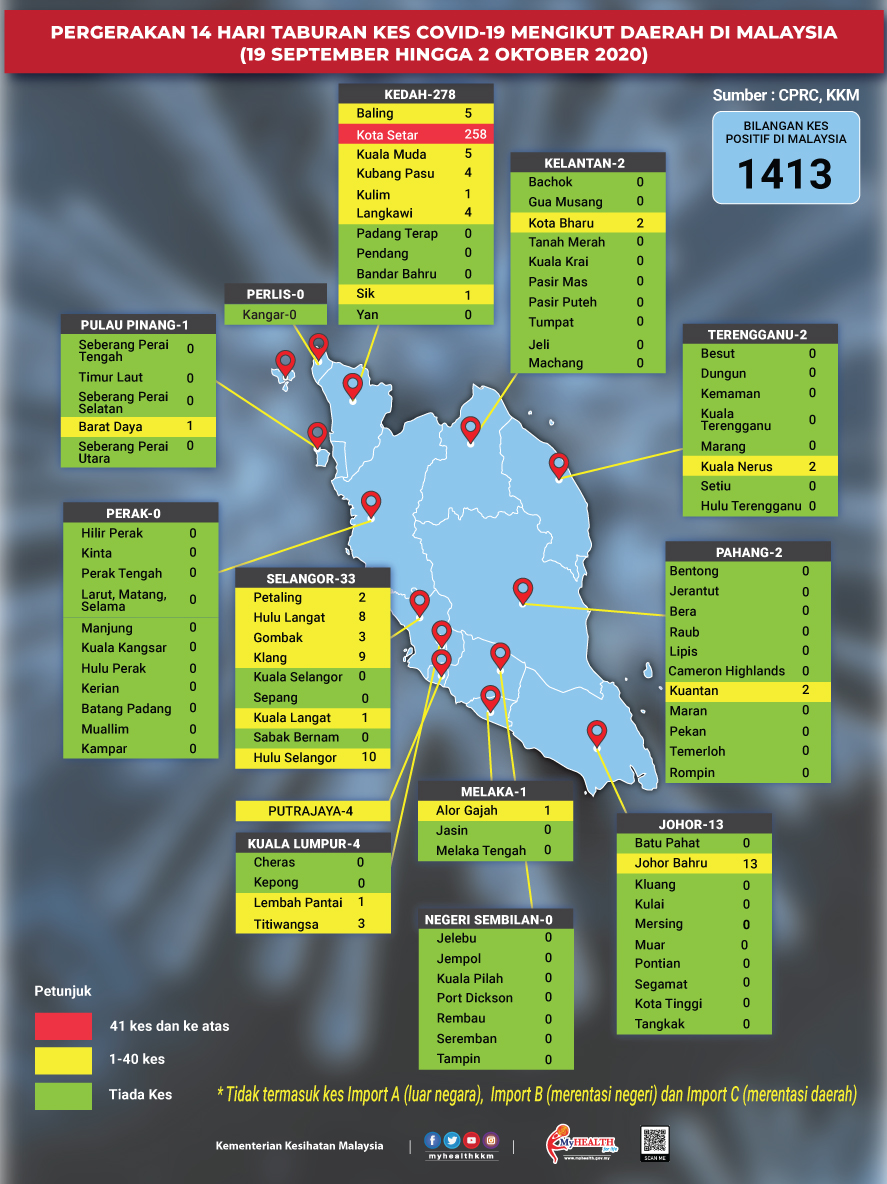 PERGERAKAN 14 HARI TABURAN KES COVID-19 MENGIKUT DAERAH DI MALAYSIA
(19 SEPTEMBER HINGGA 2 OKTOBER 2020)
Sumber : CPRC, KKM
BILANGAN KES
POSITIF DI MALAYSIA
1413
KEDAH-278
Baling 5
Kota Setar 258
Kuala Muda 5
Kubang Pasu 4
Kulim 1
Langkawi 4
Padang Terap 0
Pendang 0
Bandar Bahru 0
Sik 1
Yan 0
KELANTAN-2
Bachok 0
Gua Musang 0
Kota Bharu 2
Tanah Merah 0
Kuala Krai 0
Pasir Mas 0
Pasir Puteh 0
Tumpat 0
Jeli 0
Machang 0
PERLIS-0
Kangar-0
PULAU PINANG-1
Seberang Perai
Tengah 0
Timur Laut 0
Seberang Perai
Selatan 0
Barat Daya 1
Seberang Perai
Utara 0
TERENGGANU-2
Besut 0
Dungun 0
Kemaman 0
Kuala
Terengganu 0
Marang 0
Kuala Nerus 2
Setiu 0
Hulu Terengganu 0
PERAK-0
Hilir Perak 0
Kinta 0
Perak Tengah 0
Larut, Matang,
Selama 0
Manjung 0
Kuala Kangsar 0
Hulu Perak 0
Kerian 0
Batang Padang 0
Muallim 0
Kampar 0
SELANGOR-33
Petaling 2
Hulu Langat 8
Gombak 3
Klang 9
Kuala Selangor 0
Sepang 0
Kuala Langat 1
Sabak Bernam 0
Hulu Selangor 10
PAHANG-2
Bentong 0
Jerantut 0
Bera 0
Raub 0
Lipis 0
Cameron Highlands 0
Kuantan 2
Maran 0
Pekan 0
Temerloh 0
Rompin 0
PUTRAJAYA-4
KUALA LUMPUR-4
Cheras 0
Kepong 0
Lembah Pantai 1
Titiwangsa 3
MELAKA-1
Alor Gajah 1
Jasin 0
Melaka Tengah 0
NEGERI SEMBILAN-0
Jelebu 0
Jempol 0
Kuala Pilah 0
Port Dickson 0
Rembau 0
Seremban 0
Tampin 0
JOHOR-13
Batu Pahat 0
Johor Bahru 13
Kluang 0
Kulai 0
Mersing 0
Muar 0
Pontian 0
Segamat 0
Kota Tinggi 0
Tangkak 0
Petunjuk
41 kes dan ke atas
1-40 kes
Tiada Kes
* Tidak termasuk kes Import A (luar negara), Import B (merentasi negeri) dan Import C (merentasi daerah)
Kementerian Kesihatan Malaysia
myhealthkkm
MyHEALTH
for life
www.myhealth.gov.my
SCAN ME